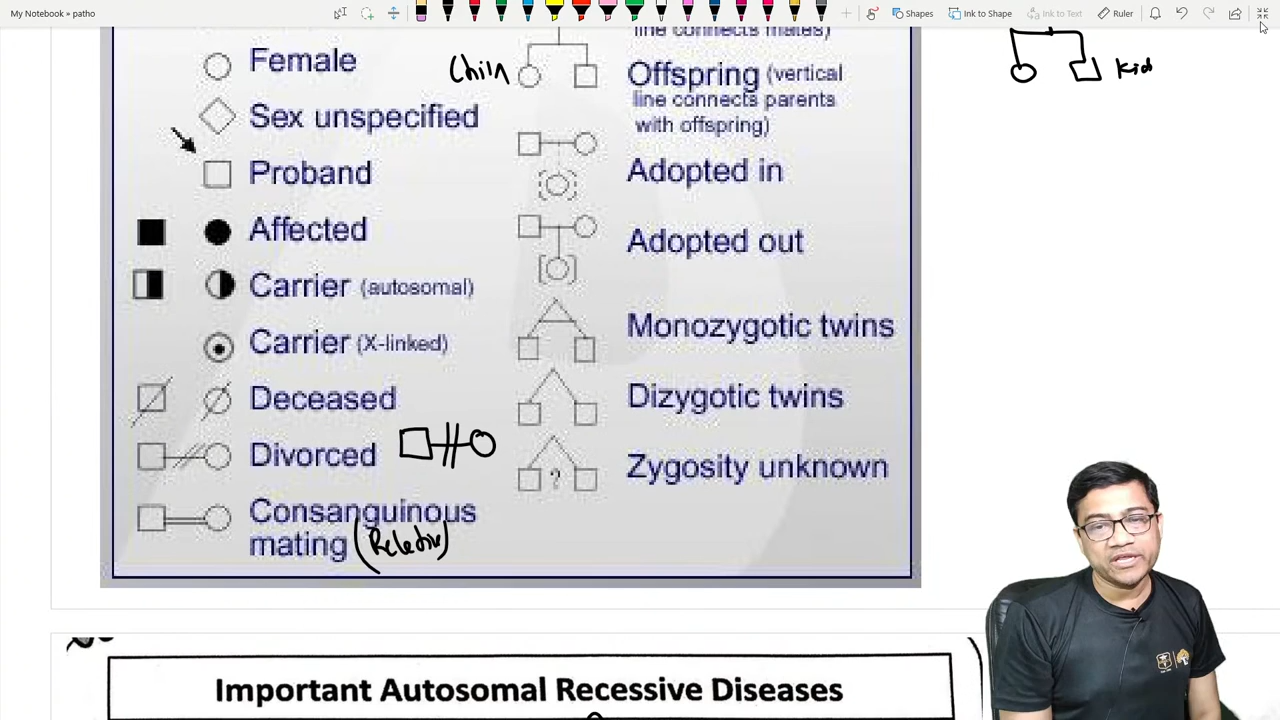 My Notebook » patho
Shapes
Ink to Shape
Ink to Text
Ruler
line connects mates)
Female
Chiln
Offspring (vertical
line connects parents
with offspring)
Kid
Sex unspecified
Proband
Adopted in
Affected
Adopted out
Carrier (autosomal)
Carrier (X-linked)
Monozygotic twins
Deceased
Dizygotic twins
Divorced
? Zygosity unknown
Consanguinous
mating (Relative)
Important Autosomal Recessive Diseases